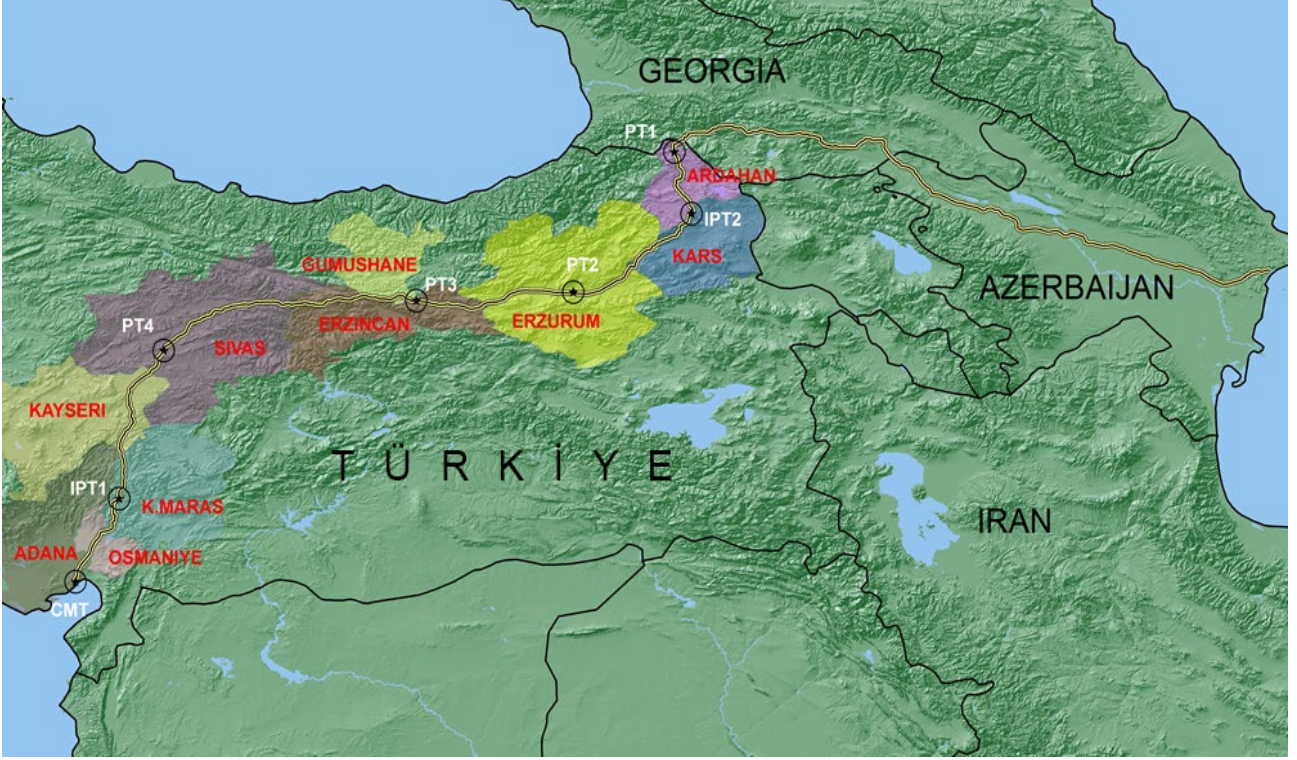 GEORGIA
PT1
ARDAHAN
IPT2
KARS
GUMUSHANE
PT2
PT3
AZERBAIJAN
ERZINCAN
ERZURUM
PT4
SIVAS
KAYSERI
TÜRKİYE
IPT1
K.MARAS
IRAN
ADANA
OSMANIYE
CMT